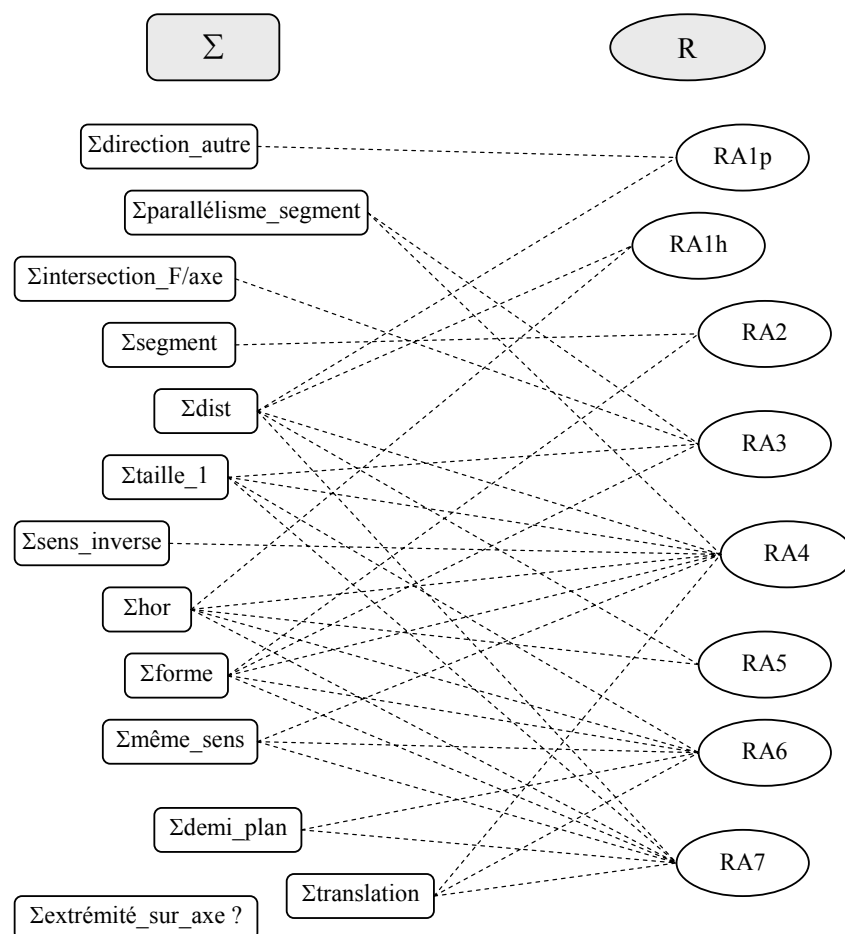 Σ
R
Σdirection_autre
RA1p
Σparallélisme_segment
RA1h
Σintersection_F/axe
Σsegment
RA2
Σdist
RA3
Σtaille_1
Σsens_inverse
RA4
Σhor
Σforme
RA5
Σmême_sens
RA6
Σdemi_plan
RA7
Σtranslation
Σextrémité_sur_axe ?